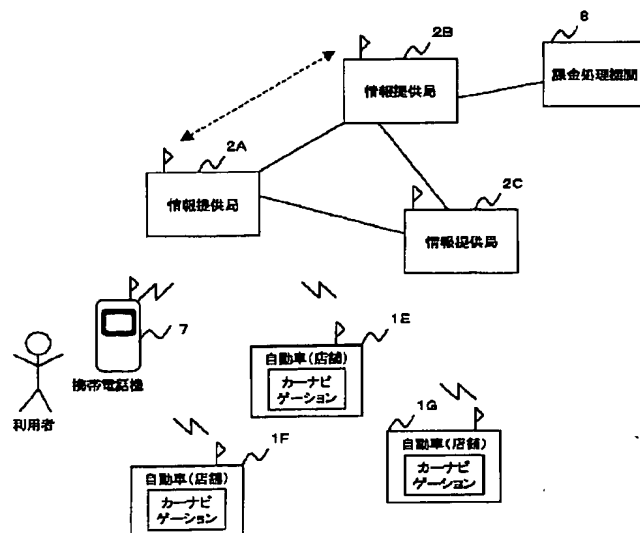 2B
8
情報提供局
課金処理機関
2A
情報提供局
2C
情報提供局
7
携帯電話機
利用者
1E
自動車(店舗)
カーナビ
ゲーション
1F
自動車(店舗)
カーナビ
ゲーション
1G
自動車(店舗)
カーナビ
ゲーション